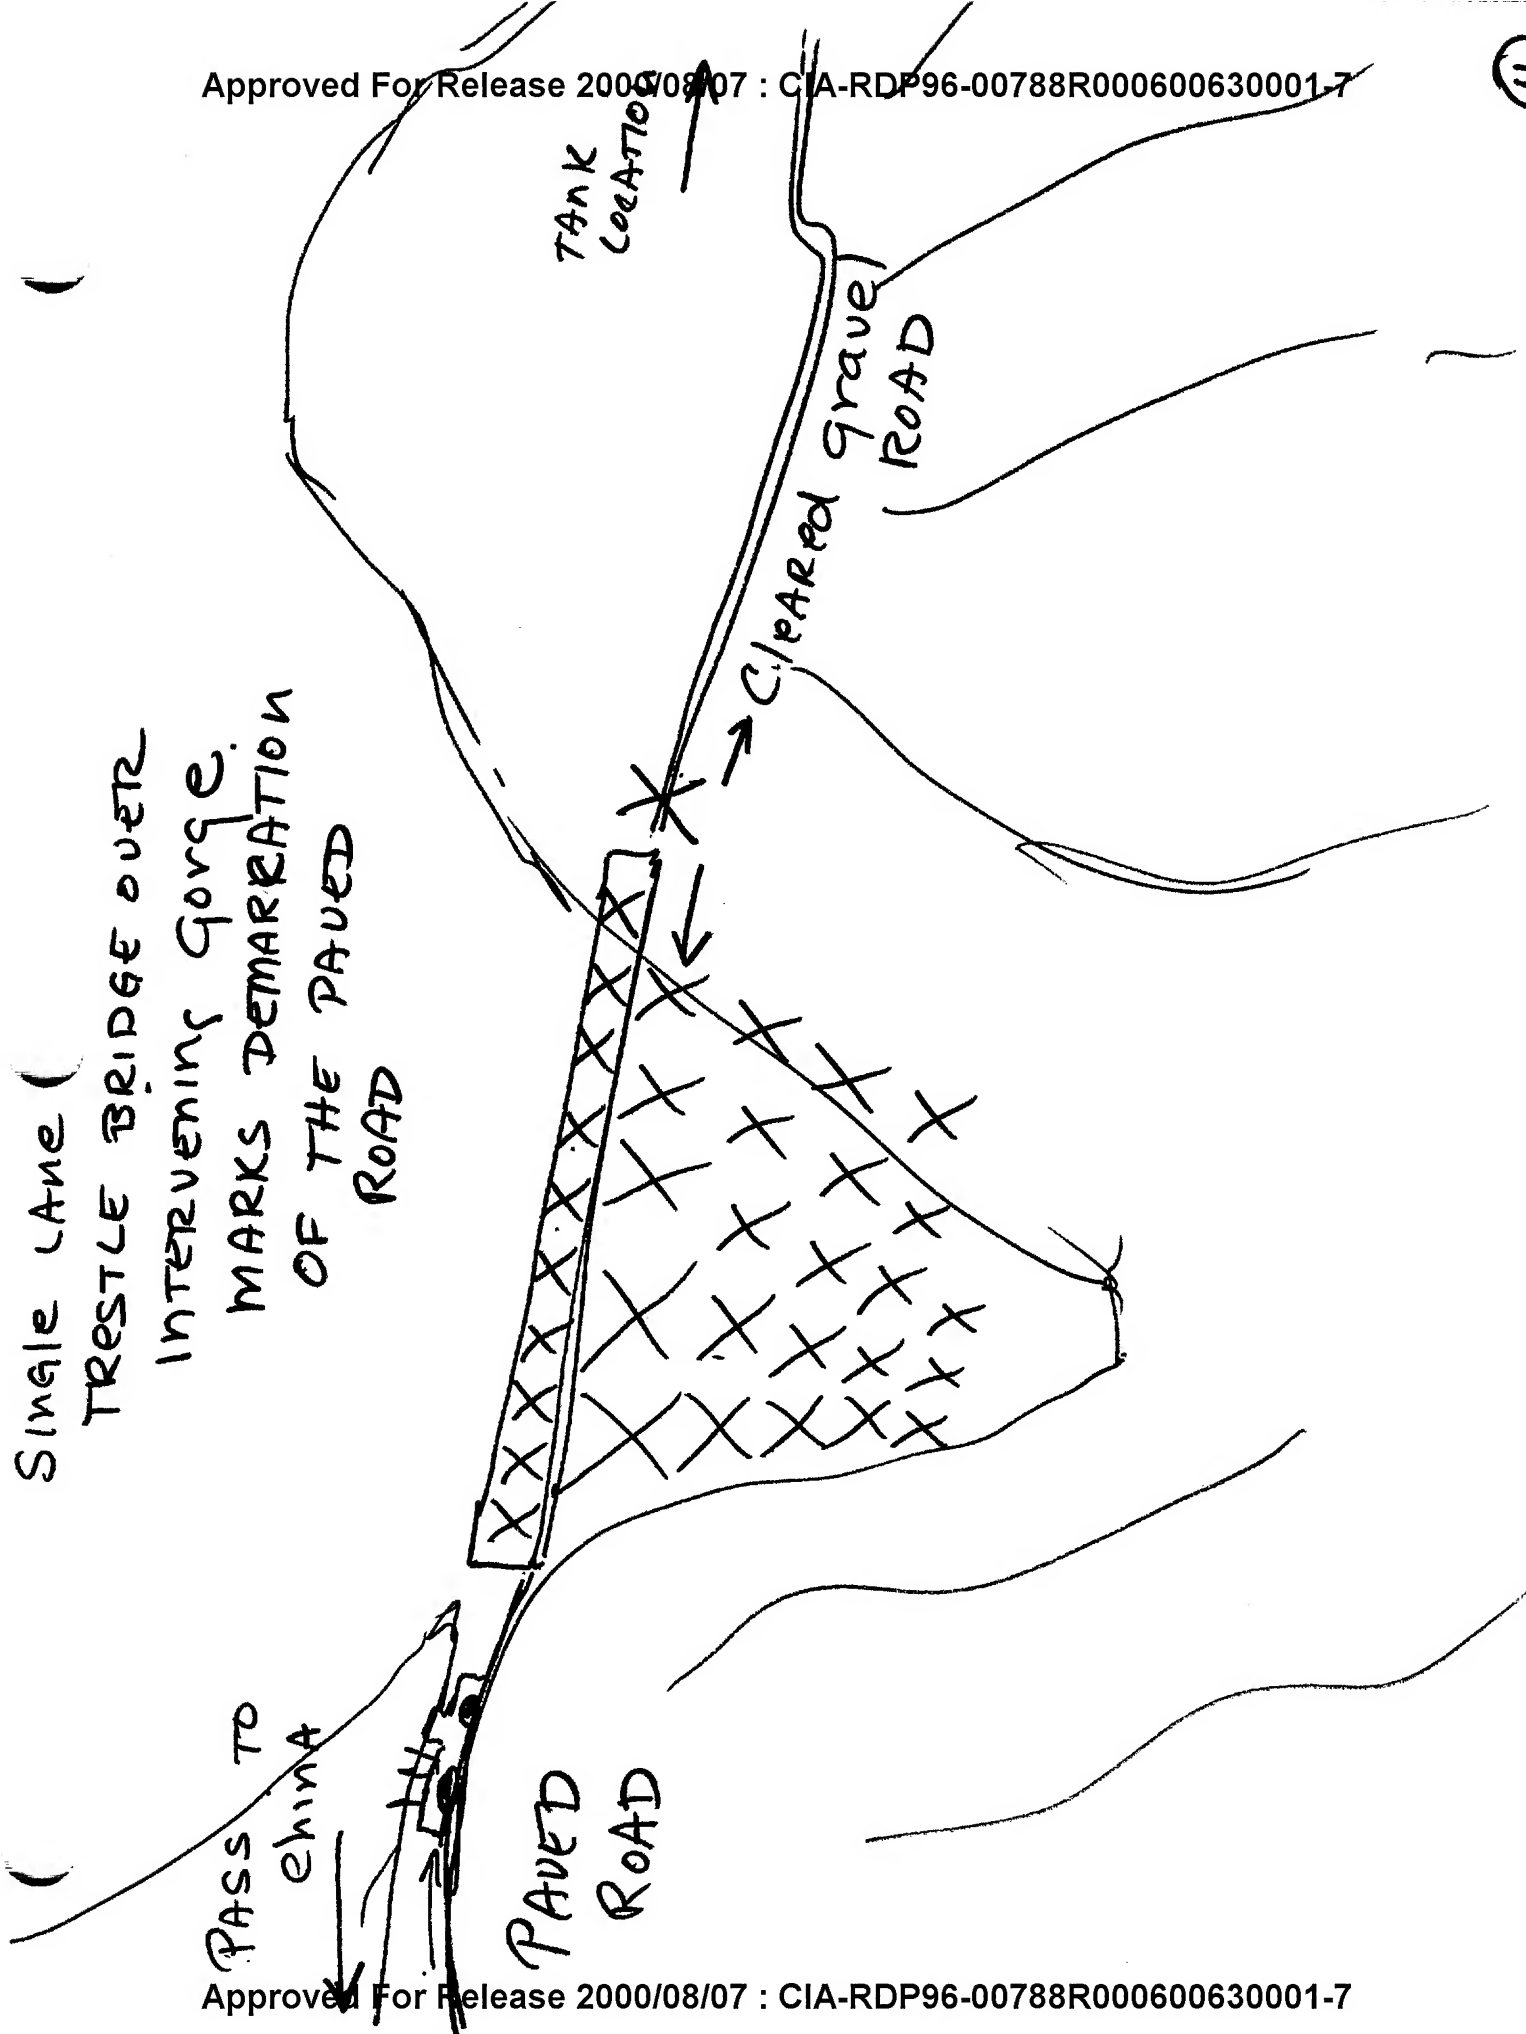 Approved For Release 2000/08/07 : CIA-RDP96-00788R000600630001-7
11
SINGLE LANE
TRESTLE BRIDGE OVER
INTERVENING Gorge.
MARKS DEMARRATION
OF THE PAVED
ROAD
TANK
LOCATION
CLEARED gravel
ROAD
PASS TO
China
PAVED
ROAD
Approved For Release 2000/08/07 : CIA-RDP96-00788R000600630001-7